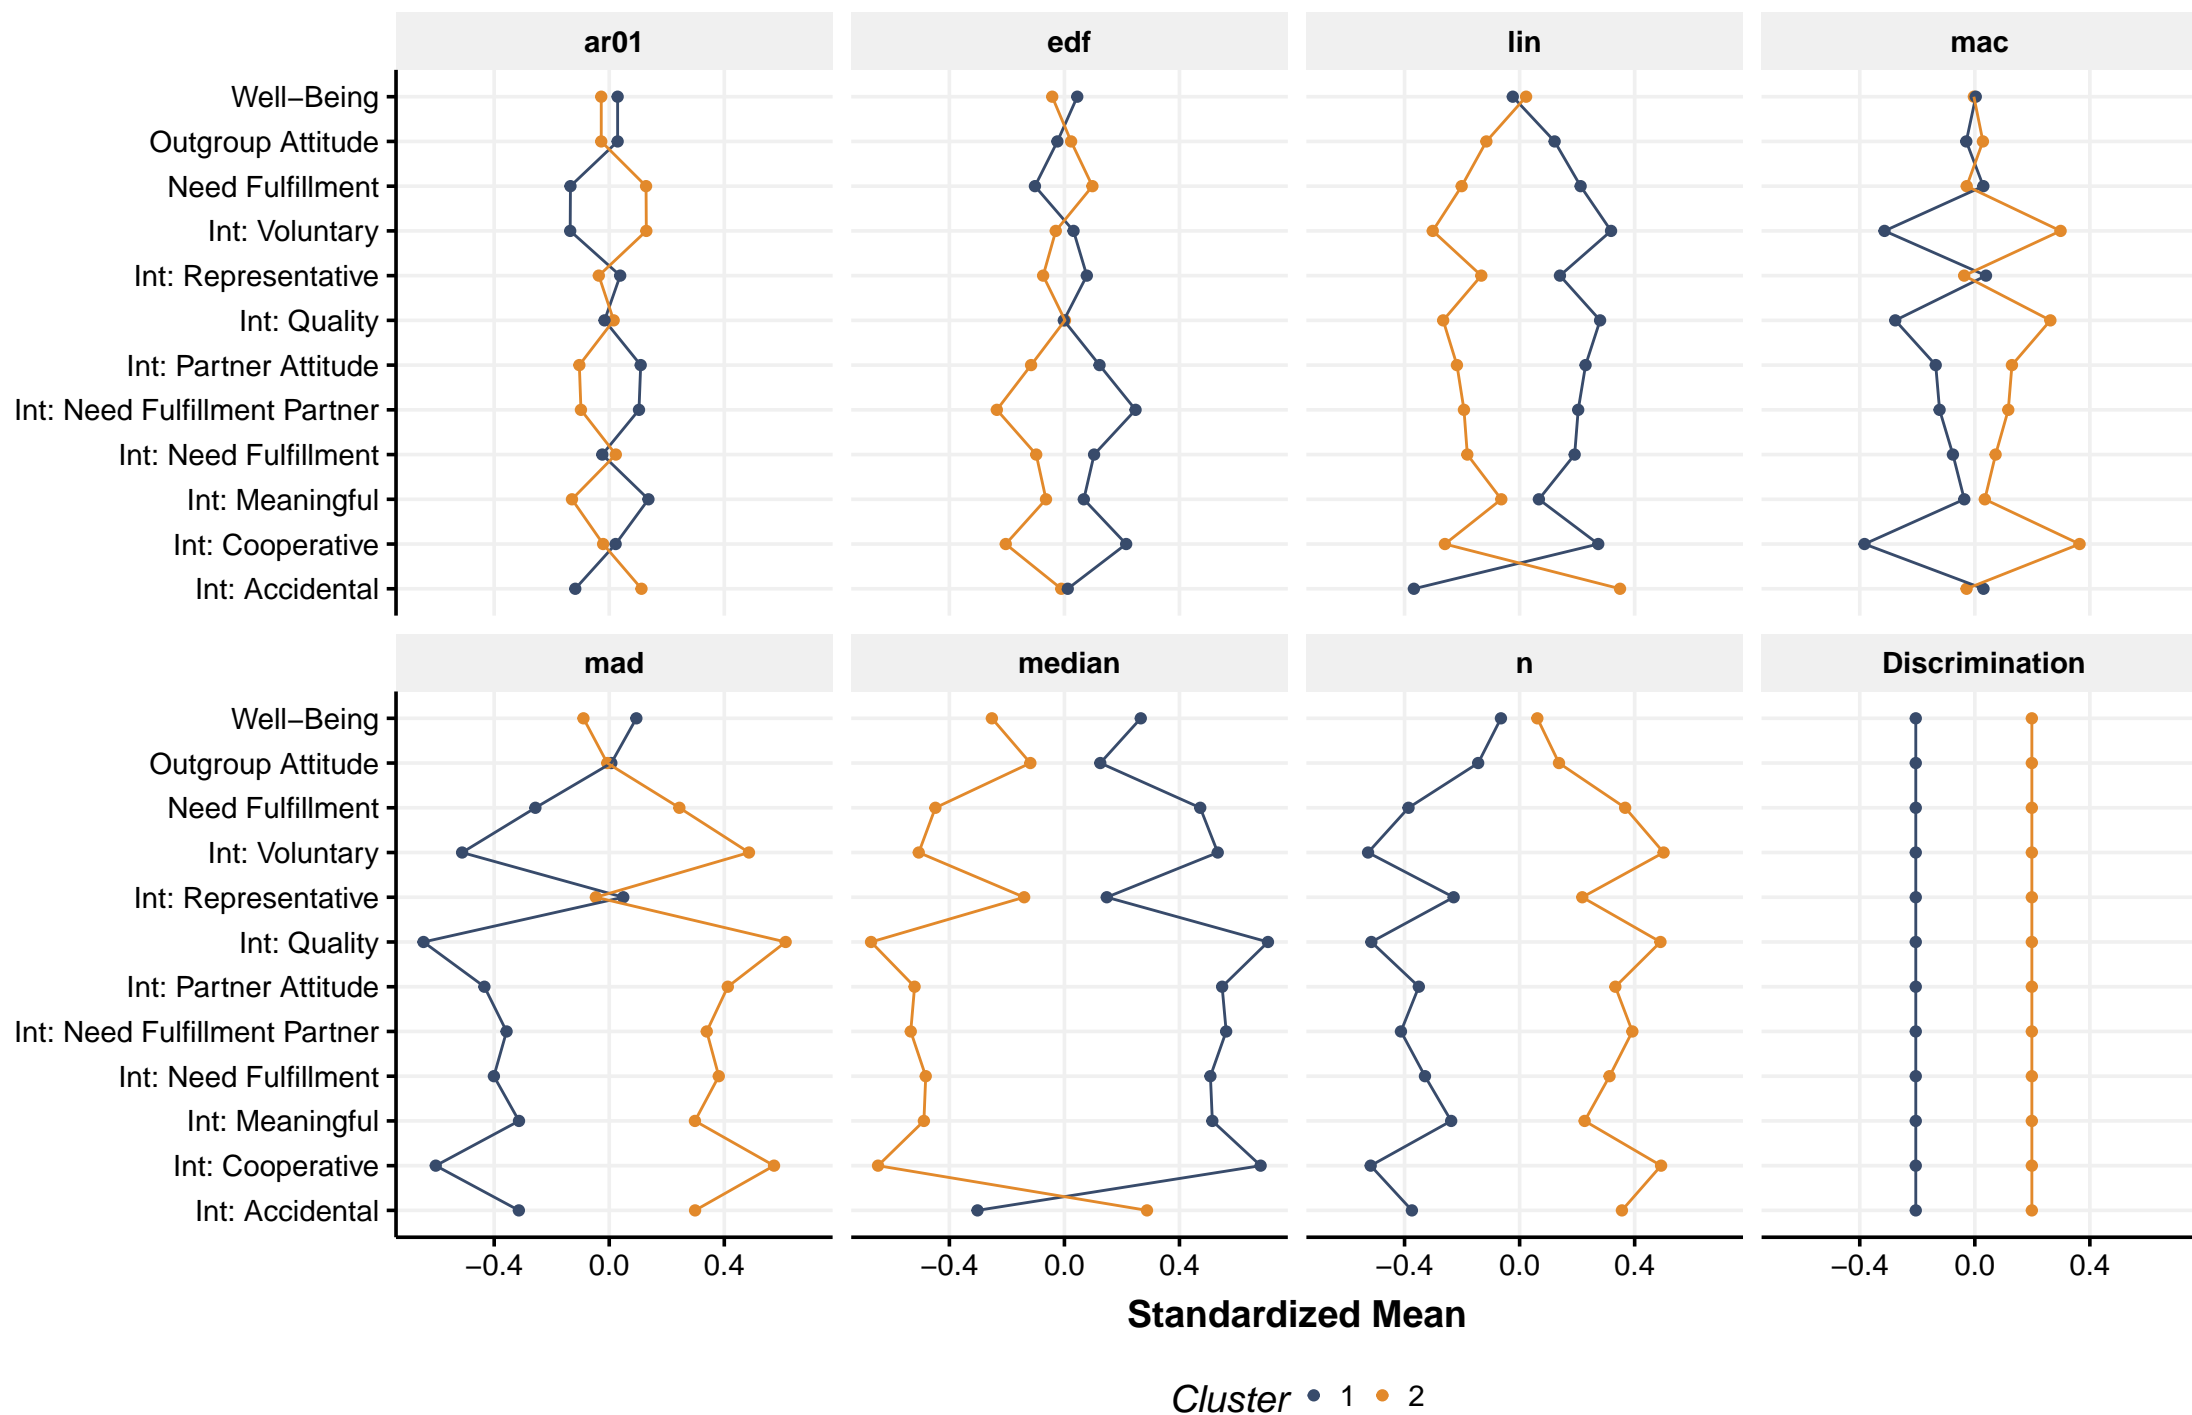 ar01 edf lin mac
Well−Being
Outgroup Attitude
Need Fulfillment
Int: Voluntary
Int: Representative
Int: Quality
Int: Partner Attitude
Int: Need Fulfillment Partner
Int: Need Fulfillment
Int: Meaningful
Int: Cooperative
Int: Accidental
mad median n Discrimination
Well−Being
Outgroup Attitude
Need Fulfillment
Int: Voluntary
Int: Representative
Int: Quality
Int: Partner Attitude
Int: Need Fulfillment Partner
Int: Need Fulfillment
Int: Meaningful
Int: Cooperative
Int: Accidental
−0.4 0.0 0.4 −0.4 0.0 0.4 −0.4 0.0 0.4 −0.4 0.0 0.4
Standardized Mean
Cluster 1 2